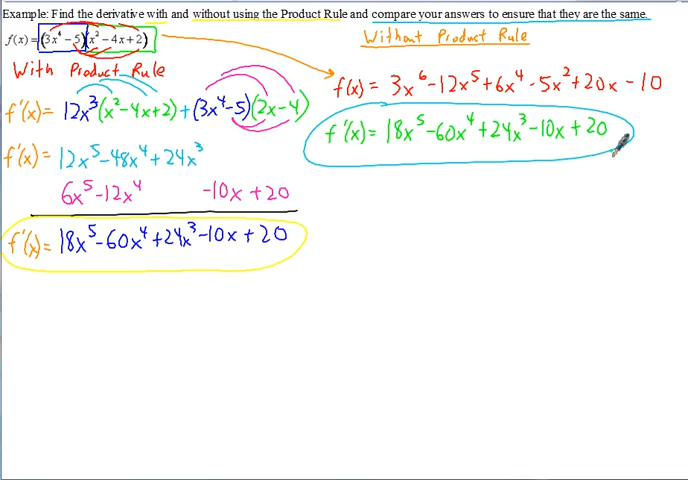 Example: Find the derivative with and without using the Product Rule and compare your answers to ensure that they are the same.
f(x) = (3x⁴ − 5)(x² − 4x + 2)
With Product Rule
f'(x) = 12x³(x² − 4x + 2) + (3x⁴ − 5)(2x − 4)
f'(x) = 12x⁵ − 48x⁴ + 24x³
6x⁵ − 12x⁴ − 10x + 20
f'(x) = 18x⁵ − 60x⁴ + 24x³ − 10x + 20
Without Product Rule
f(x) = 3x⁶ − 12x⁵ + 6x⁴ − 5x² + 20x − 10
f'(x) = 18x⁵ − 60x⁴ + 24x³ − 10x + 20